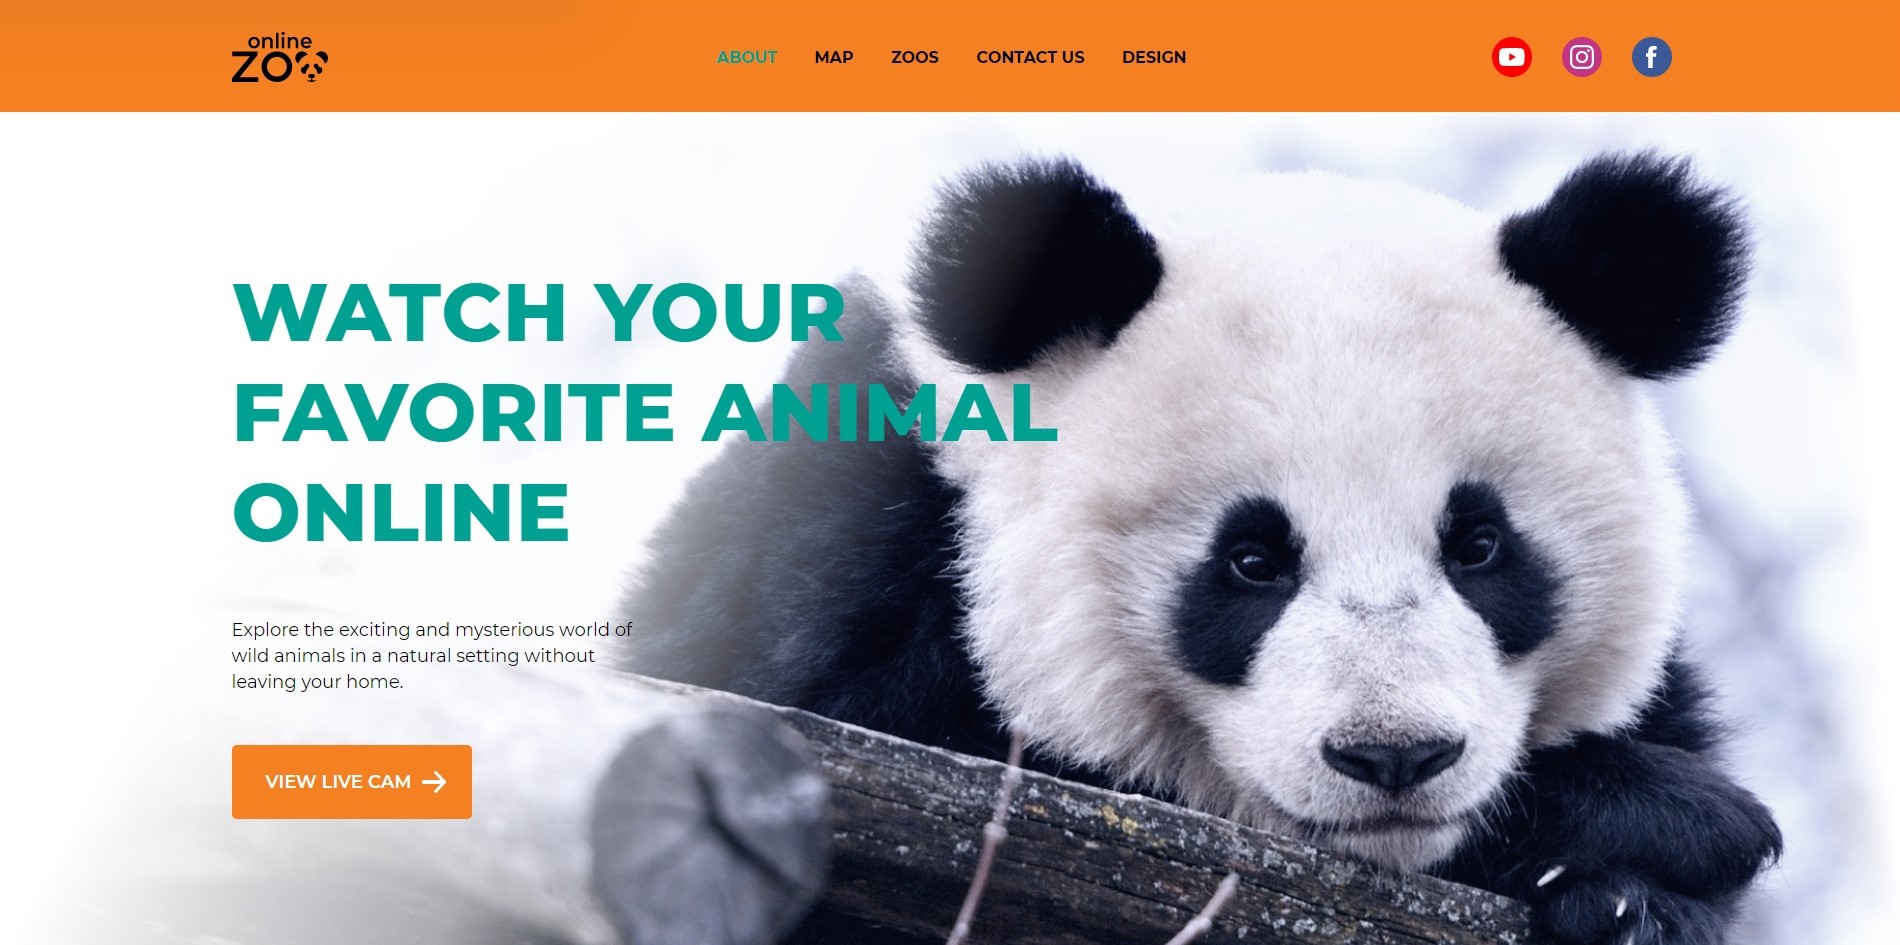 online
ZOO
ABOUT
MAP
ZOOS
CONTACT US
DESIGN
WATCH YOUR
FAVORITE ANIMAL
ONLINE
Explore the exciting and mysterious world of
wild animals in a natural setting without
leaving your home.
VIEW LIVE CAM